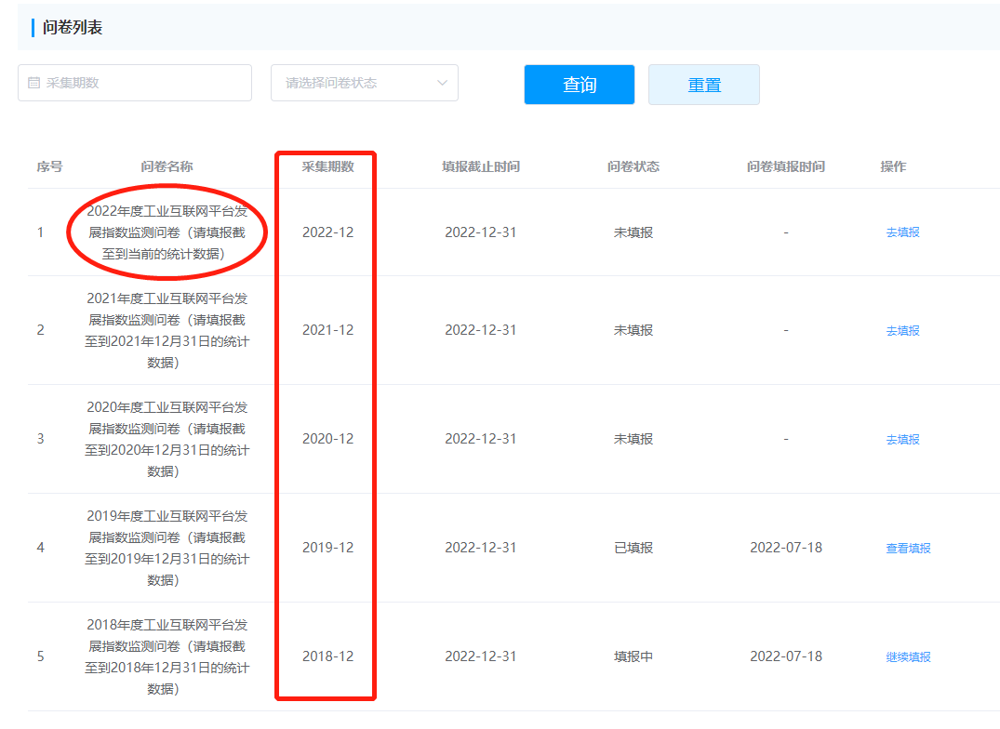 问卷列表
采集期数
请选择问卷状态
查询
重置
序号 问卷名称 采集期数 填报截止时间 问卷状态 问卷填报时间 操作
2022年度工业互联网平台发
1 展指数监测问卷（请填报截 2022-12 2022-12-31 未填报 - 去填报
至到当前的统计数据）
2021年度工业互联网平台发
展指数监测问卷（请填报截
2 2021-12 2022-12-31 未填报 - 去填报
至到2021年12月31日的统计
数据）
2020年度工业互联网平台发
展指数监测问卷（请填报截
3 2020-12 2022-12-31 未填报 - 去填报
至到2020年12月31日的统计
数据）
2019年度工业互联网平台发
展指数监测问卷（请填报截
4 2019-12 2022-12-31 已填报 2022-07-18 查看填报
至到2019年12月31日的统计
数据）
2018年度工业互联网平台发
展指数监测问卷（请填报截
5 2018-12 2022-12-31 填报中 2022-07-18 继续填报
至到2018年12月31日的统计
数据）